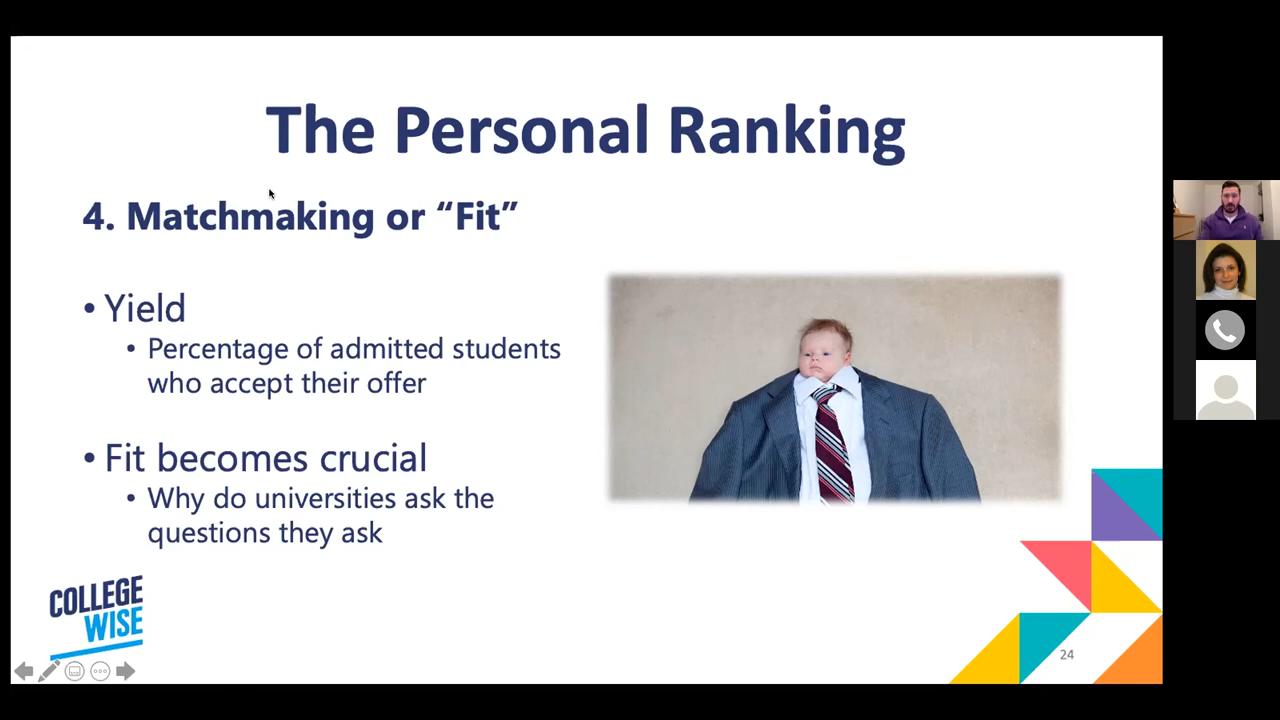 The Personal Ranking
4. Matchmaking or “Fit”
• Yield
• Percentage of admitted students
who accept their offer
• Fit becomes crucial
• Why do universities ask the
questions they ask
COLLEGE
WISE
24